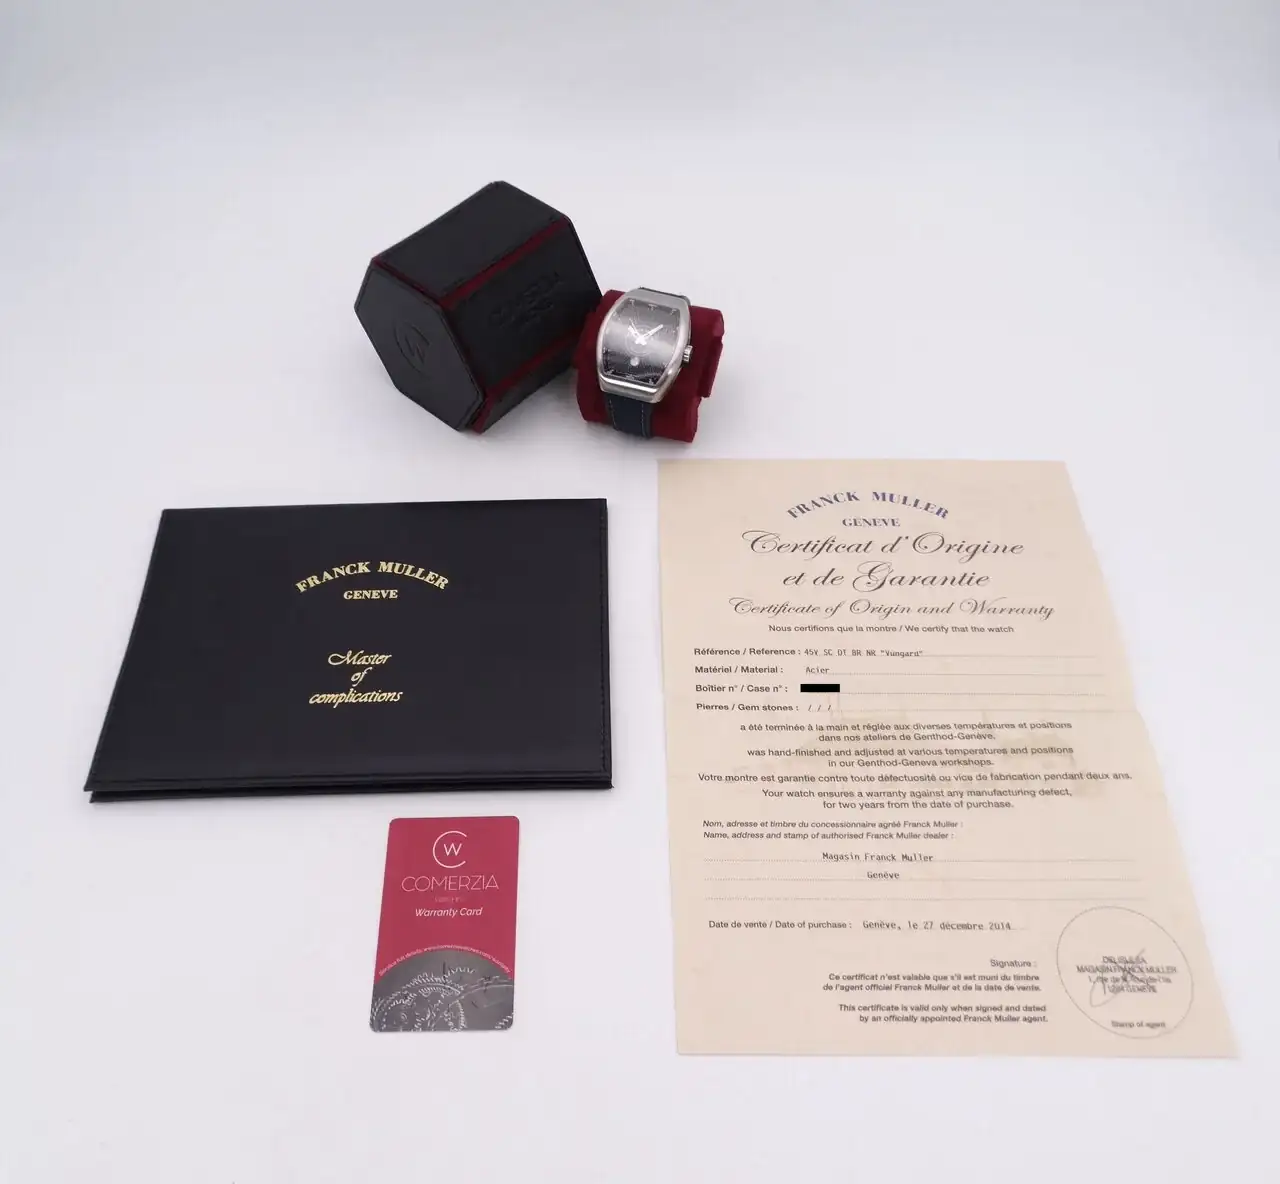 COMERZIA
FRANCK MULLER
GENEVE
Master
of
complications
CW
COMERZIA
Warranty Card
FRANCK MULLER
GENEVE
Certificat d'Origine
et de Garantie
Certificate of Origin and Warranty
Nous certifions que la montre / We certify that the watch
Référence / Reference : 45V SC DT BR NR "Vungard"
Matériel / Material : Acier
Boîtier n° / Case n° :
Pierres / Gem stones : / / /
a été terminée à la main et réglée aux diverses températures et positions
dans nos ateliers de Genthod-Genève.
was hand-finished and adjusted at various temperatures and positions
in our Genthod-Geneva workshops.
Votre montre est garantie contre toute défectuosité ou vice de fabrication pendant deux ans.
Your watch ensures a warranty against any manufacturing defect,
for two years from the date of purchase.
Nom, adresse et timbre du concessionnaire agréé Franck Muller :
Name, address and stamp of authorised Franck Muller dealer :
Magasin Franck Muller
Genève
Date de vente / Date of purchase : Genève, le 27 décembre 2014
Signature :
Ce certificat n'est valable que s'il est muni du timbre
de l'agent officiel Franck Muller et de la date de vente.
This certificate is valid only when signed and dated
by an officially appointed Franck Muller agent.
MAGASIN FRANCK MULLER
1204 GENEVE
Stamp of agent